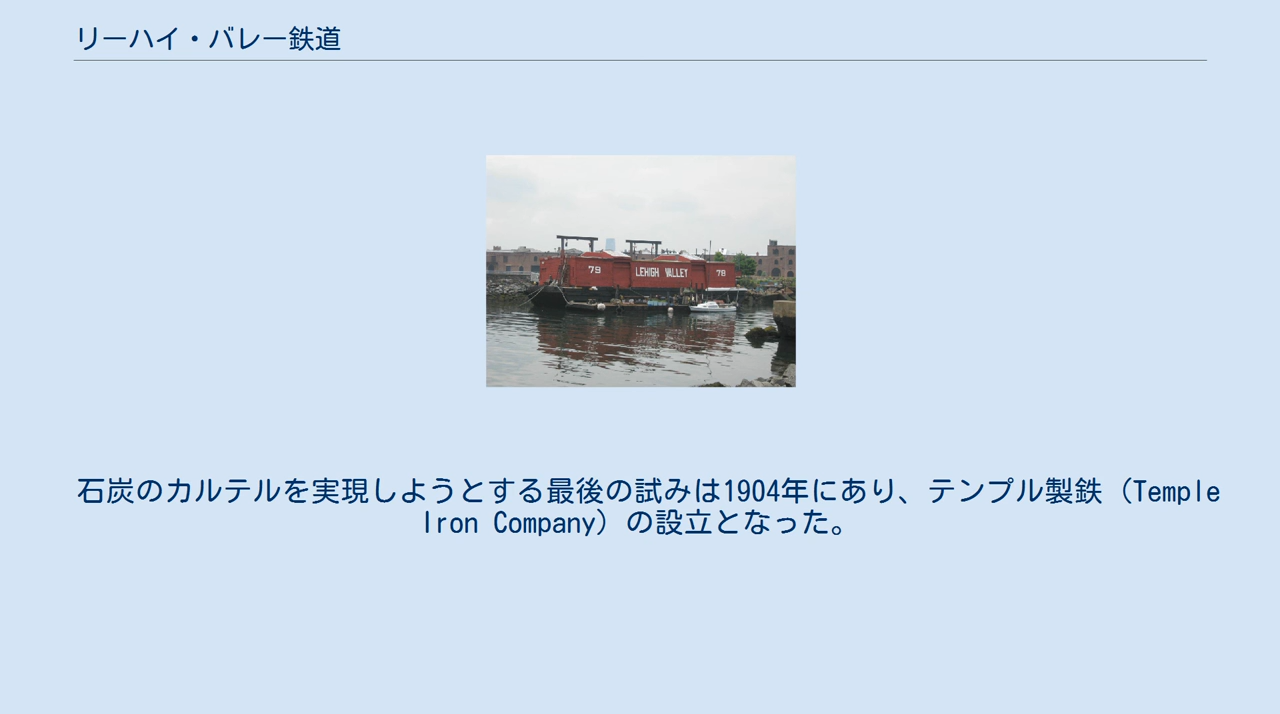 リーハイ・バレー鉄道
79
LEHIGH VALLEY
79
石炭のカルテルを実現しようとする最後の試みは1904年にあり、テンプル製鉄（Temple
Iron Company）の設立となった。